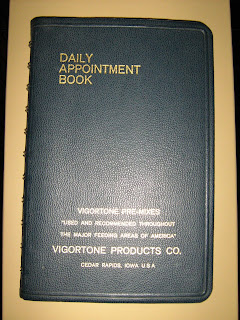 DAILY
APPOINTMENT
BOOK
VIGORTONE PRE-MIXES
"USED AND RECOMMENDED THROUGHOUT
THE MAJOR FEEDING AREAS OF AMERICA"
VIGORTONE PRODUCTS CO.
CEDAR RAPIDS, IOWA U S A